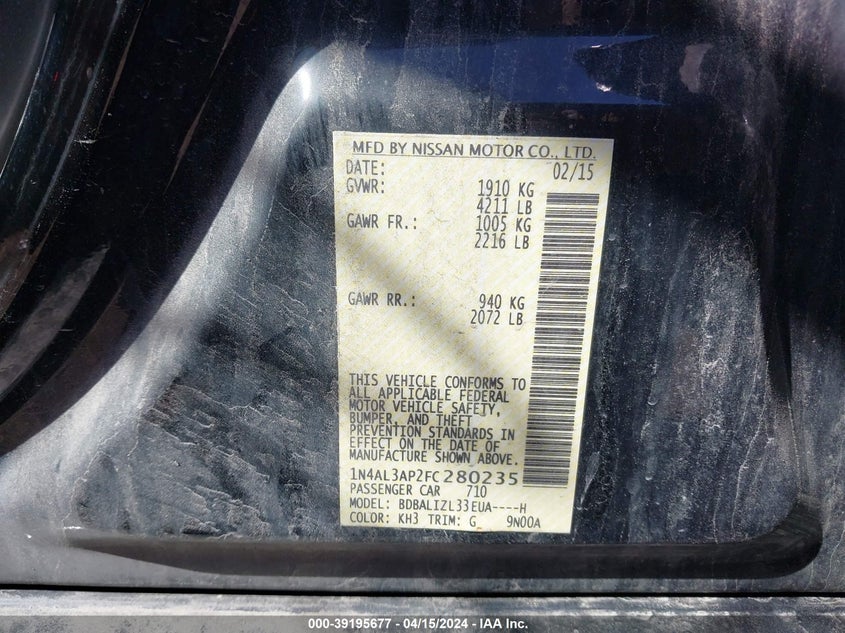 MFD BY NISSAN MOTOR CO., LTD.
DATE: 02/15
GVWR: 1910 KG
4211 LB
GAWR FR.: 1005 KG
2216 LB
GAWR RR.: 940 KG
2072 LB
THIS VEHICLE CONFORMS TO
ALL APPLICABLE FEDERAL
MOTOR VEHICLE SAFETY,
BUMPER, AND THEFT
PREVENTION STANDARDS IN
EFFECT ON THE DATE OF
MANUFACTURE SHOWN ABOVE.
1N4AL3AP2FC280235
PASSENGER CAR 710
MODEL: BDBALIZL33EUA----H
COLOR: KH3 TRIM: G 9N00A
000-39195677 - 04/15/2024 - IAA Inc.